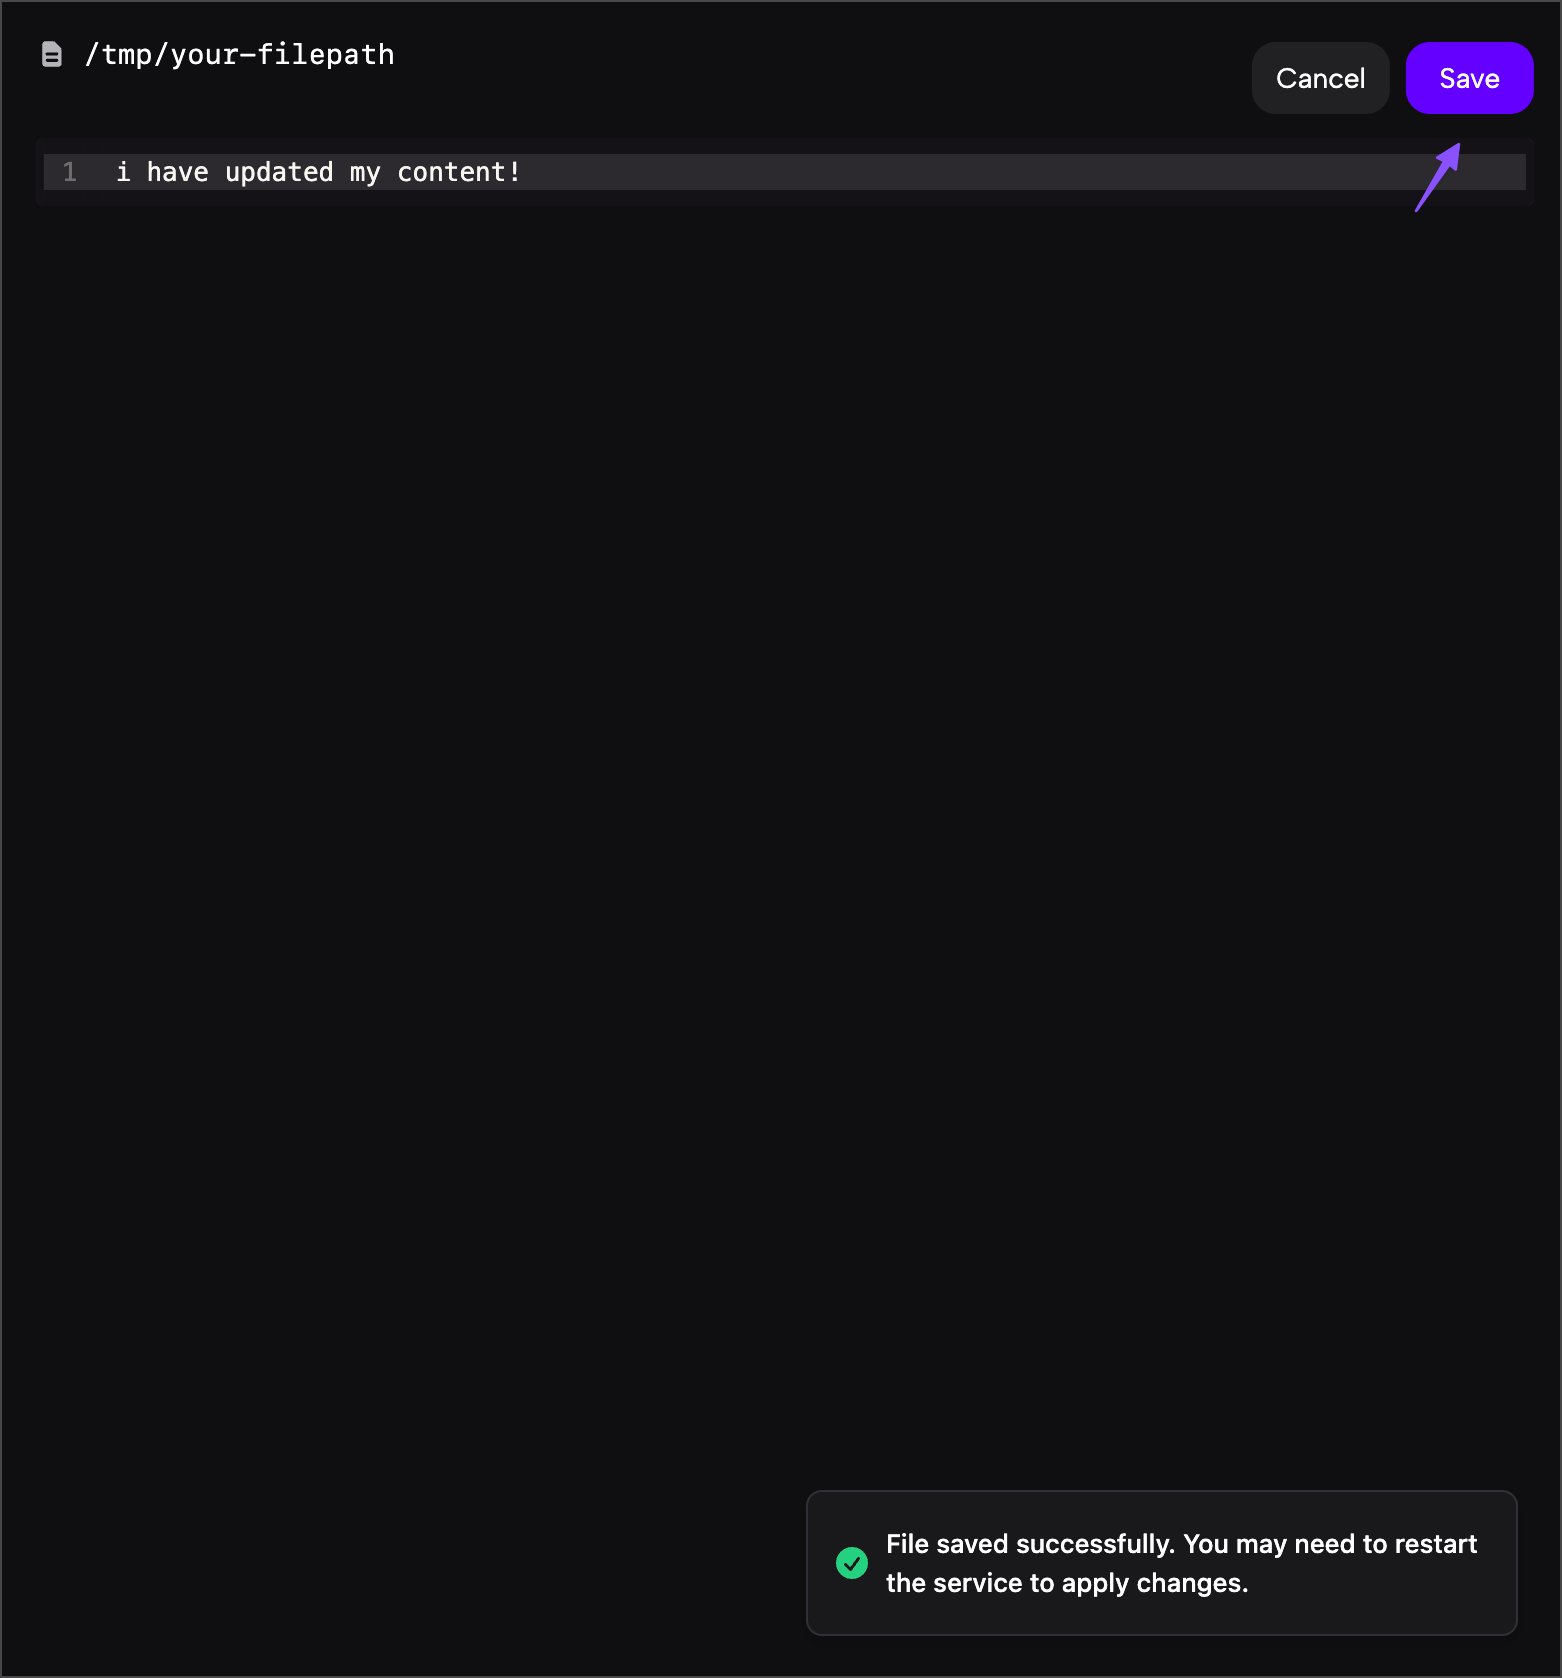 /tmp/your-filepath
Cancel
Save
1 i have updated my content!
File saved successfully. You may need to restart
the service to apply changes.